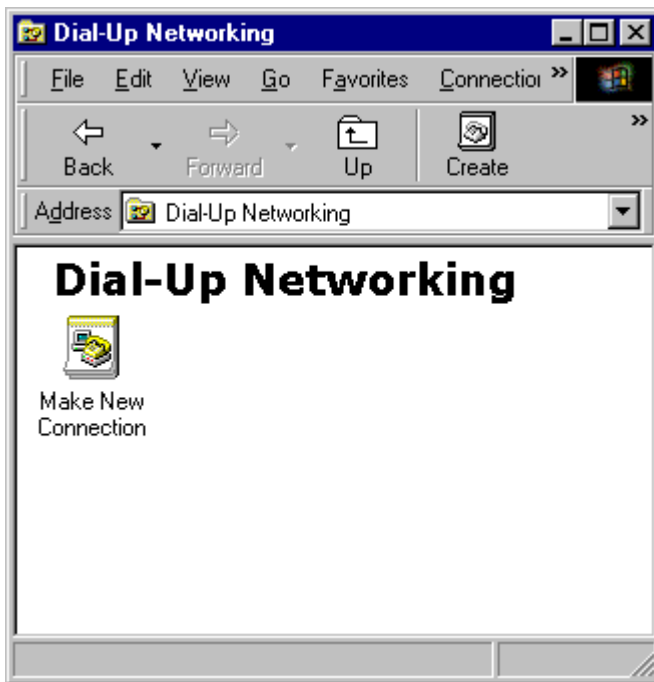 Dial-Up Networking
File Edit View Go Favorites Connection »
Back Forward Up Create »
Address Dial-Up Networking
Dial-Up Networking
Make New
Connection